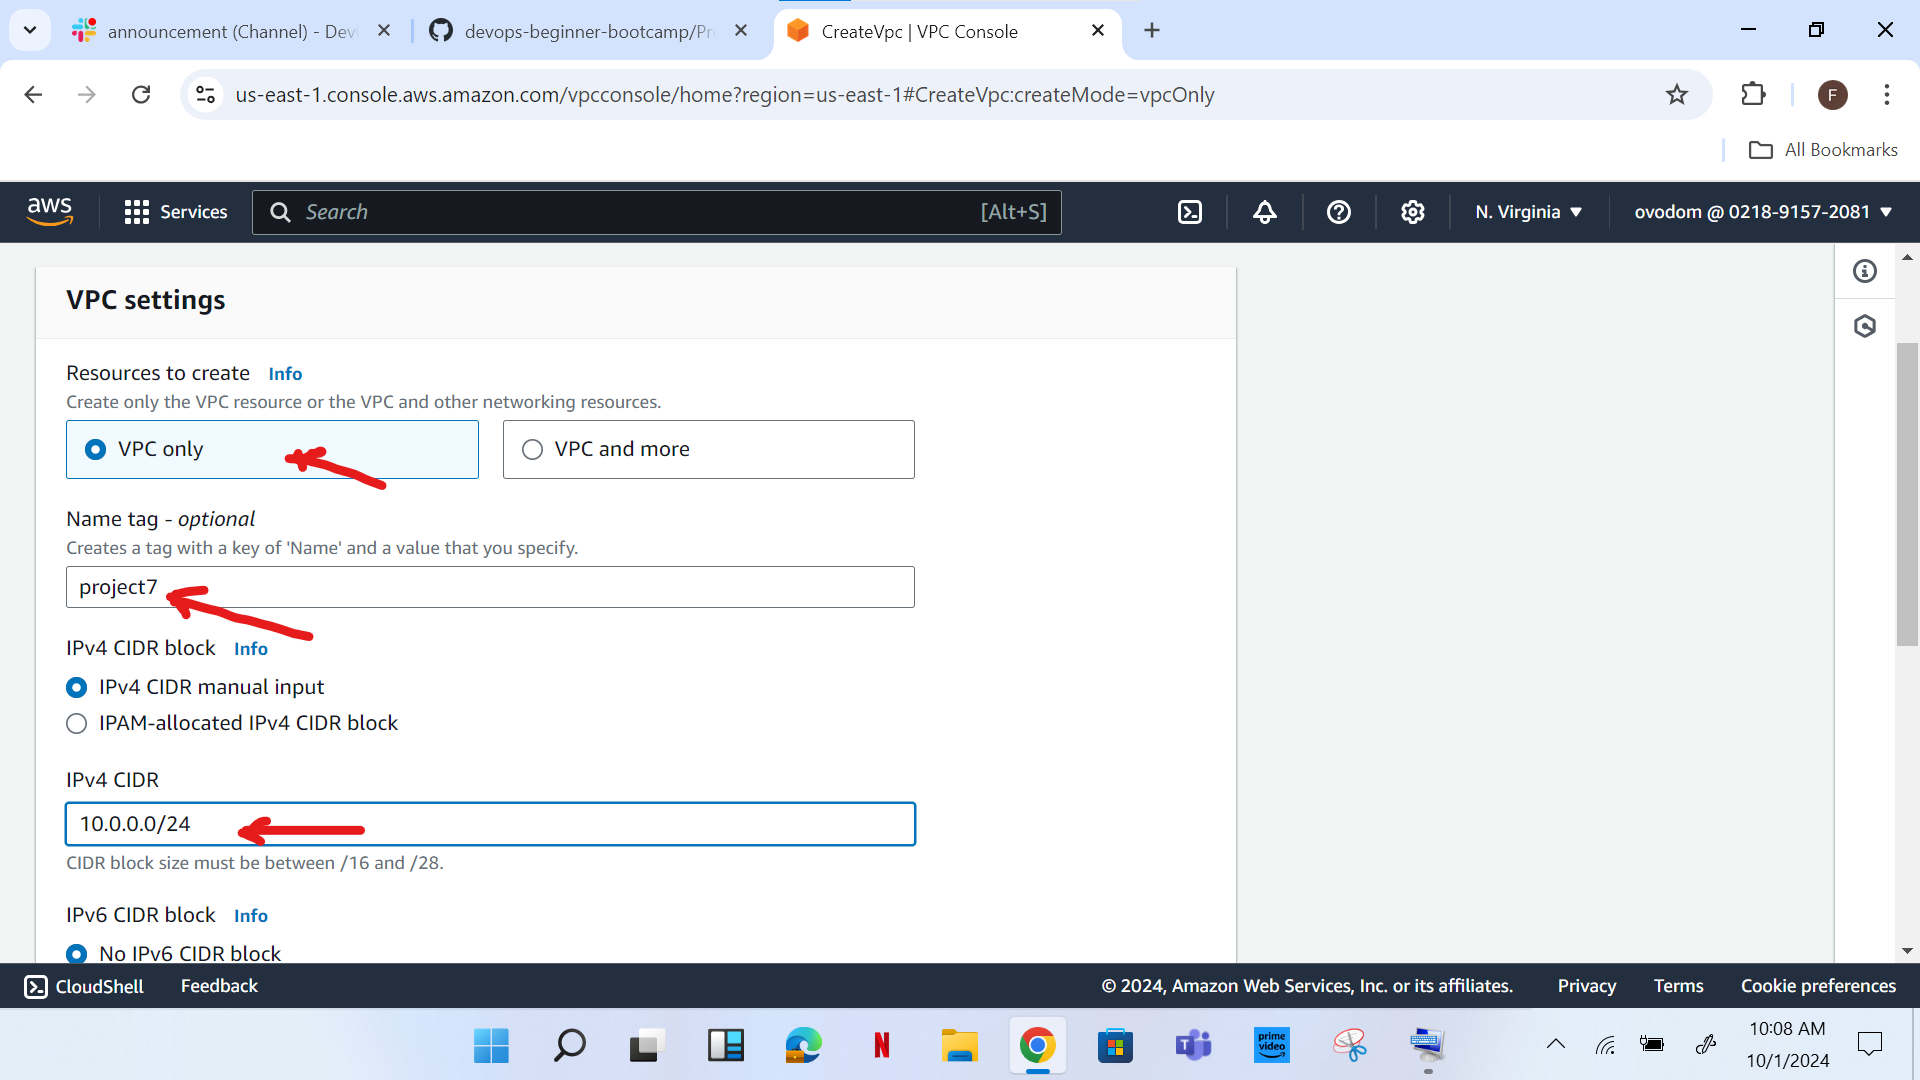 announcement (Channel) - Dev
devops-beginner-bootcamp/Pr
CreateVpc | VPC Console
us-east-1.console.aws.amazon.com/vpcconsole/home?region=us-east-1#CreateVpc:createMode=vpcOnly
F
All Bookmarks
aws
Services
Search
[Alt+S]
N. Virginia
ovodom @ 0218-9157-2081
VPC settings
Resources to create Info
Create only the VPC resource or the VPC and other networking resources.
VPC only
VPC and more
Name tag - optional
Creates a tag with a key of 'Name' and a value that you specify.
project7
IPv4 CIDR block Info
IPv4 CIDR manual input
IPAM-allocated IPv4 CIDR block
IPv4 CIDR
10.0.0.0/24
CIDR block size must be between /16 and /28.
IPv6 CIDR block Info
No IPv6 CIDR block
CloudShell
Feedback
© 2024, Amazon Web Services, Inc. or its affiliates.
Privacy
Terms
Cookie preferences
N
prime
video
10:08 AM
10/1/2024